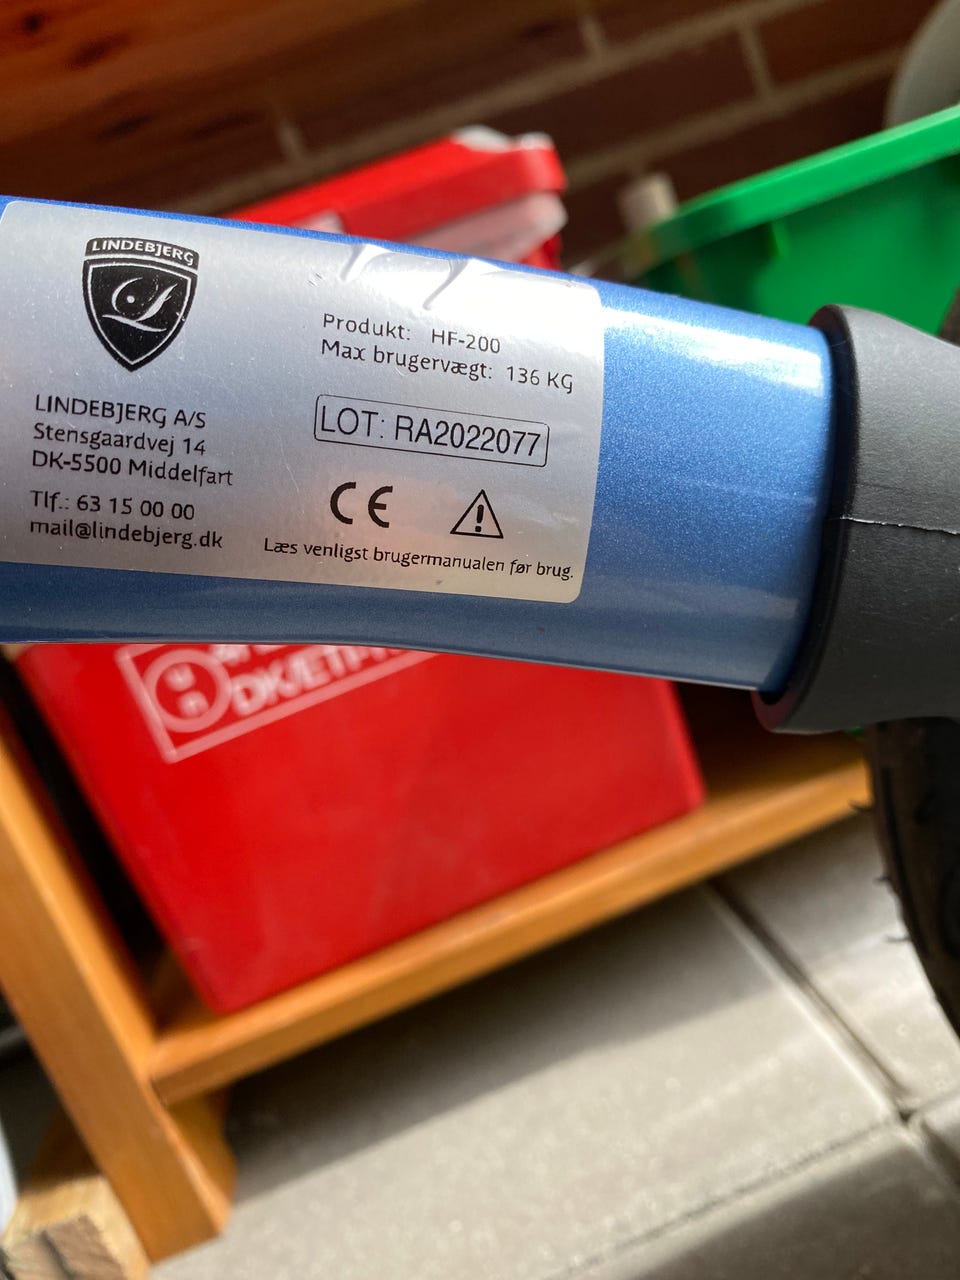 LINDEBJERG
LINDEBJERG A/S
Stensgaardvej 14
DK-5500 Middelfart
Tlf.: 63 15 00 00
mail@lindebjerg.dk
Produkt: HF-200
Max brugervægt: 136 KG
LOT: RA2022077
CE
Læs venligst brugermanualen før brug.